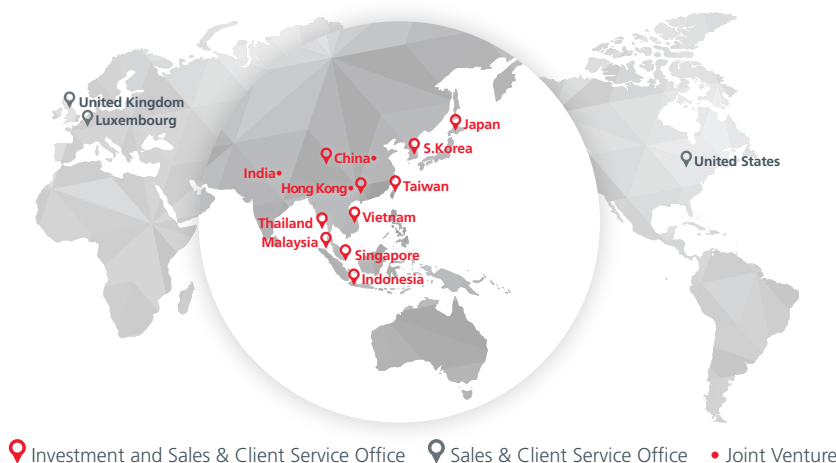 United Kingdom
Luxembourg
Japan
S.Korea
China
India
Hong Kong
Taiwan
United States
Thailand
Vietnam
Malaysia
Singapore
Indonesia
Investment and Sales & Client Service Office
Sales & Client Service Office
• Joint Venture